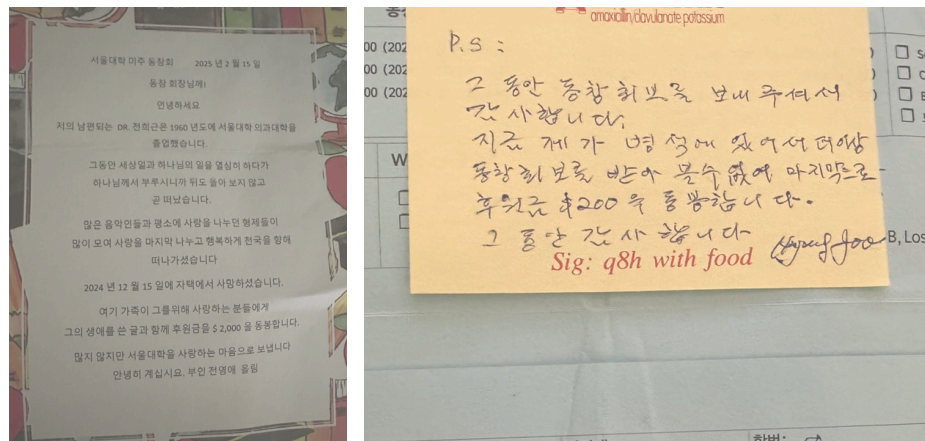 서울대학 미주 동창회 2025 년 2 월 15 일
동창 회장님께!
안녕하세요
저의 남편되는 DR. 전희근은 1960 년도에 서울대학 의과대학을
졸업했습니다.
그동안 세상일과 하나님의 일을 열심히 하다가
하나님께서 부루시니까 뒤도 돌아 보지 않고
곧 떠났습니다.
많은 음악인들과 평소에 사랑을 나누던 형제들이
많이 모여 사랑을 마지막 나누고 행복하게 천국을 향해
떠나가셨습니다
2024 년 12 월 15 일에 자택에서 사망하셨습니다.
여기 가족이 그를위해 사랑하는 분들에게
그의 생애를 쓴 글과 함께 후원금을 $ 2,000 을 동봉합니다.
많지 않지만 서울대학을 사랑하는 마음으로 보냅니다
안녕히 계십시요. 부인 전영애 올림
amoxicillin/clavulanate potassium
P.S :
그 동안 동창회보를 보내 주셔서
감사합니다.
지금 제가 병석에 있어서 더이상
동창회보를 받아 볼수 없어 마지막으로
후원금 $200 을 동봉합니다.
그 동안 감사합니다
Sig: q8h with food
00 (202
00 (202
00 (202
W
B, Los